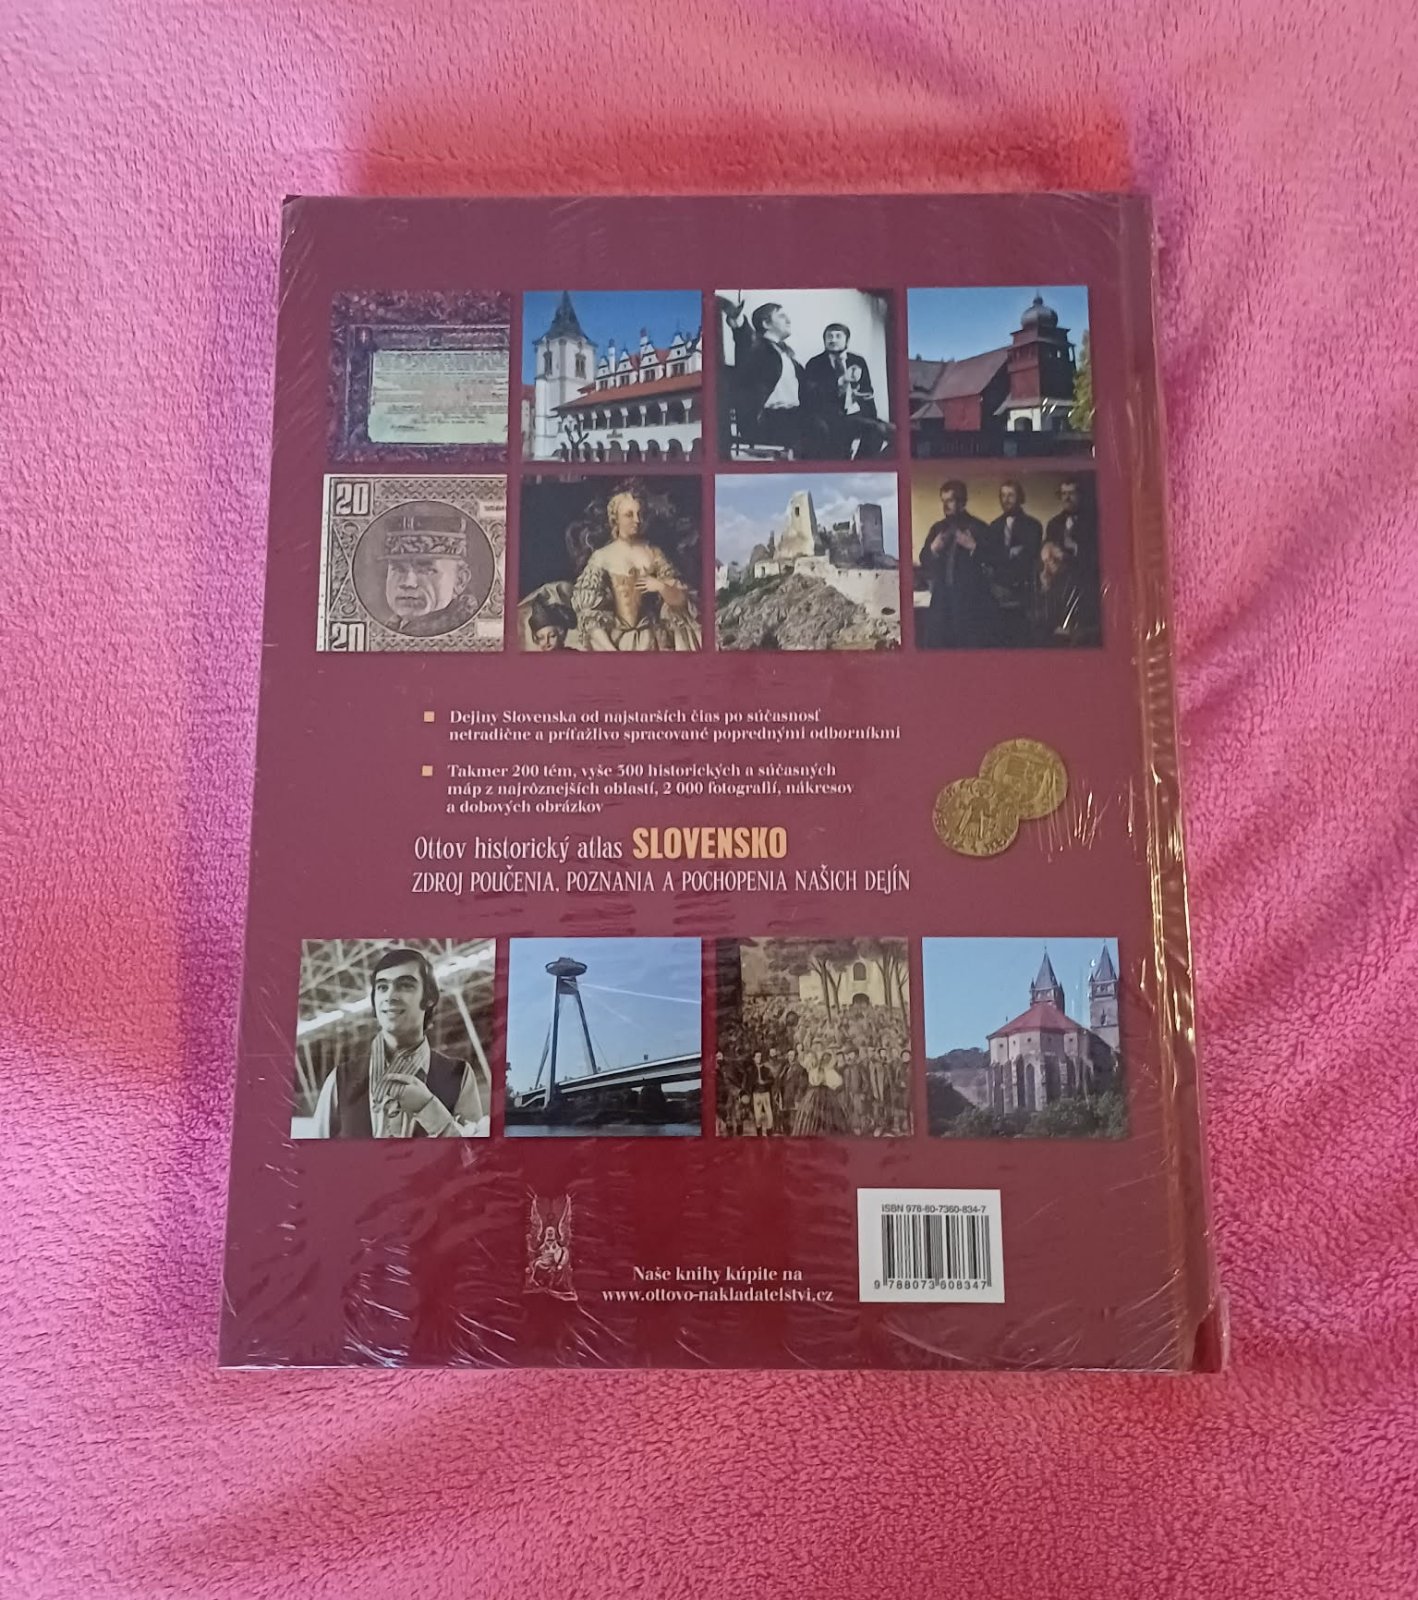 20
20
Dejiny Slovenska od najstarších čias po súčasnosť
netradične a príťažlivo spracované poprednými odborníkmi
Takmer 200 tém, vyše 300 historických a súčasných
máp z najrôznejších oblastí, 2 000 fotografií, nákresov
a dobových obrázkov
Ottov historický atlas SLOVENSKO
ZDROJ POUČENIA, POZNANIA A POCHOPENIA NAŠICH DEJÍN
ISBN 978-80-7360-834-7
9 788073 608347
Naše knihy kúpite na
www.ottovo-nakladatelstvi.cz